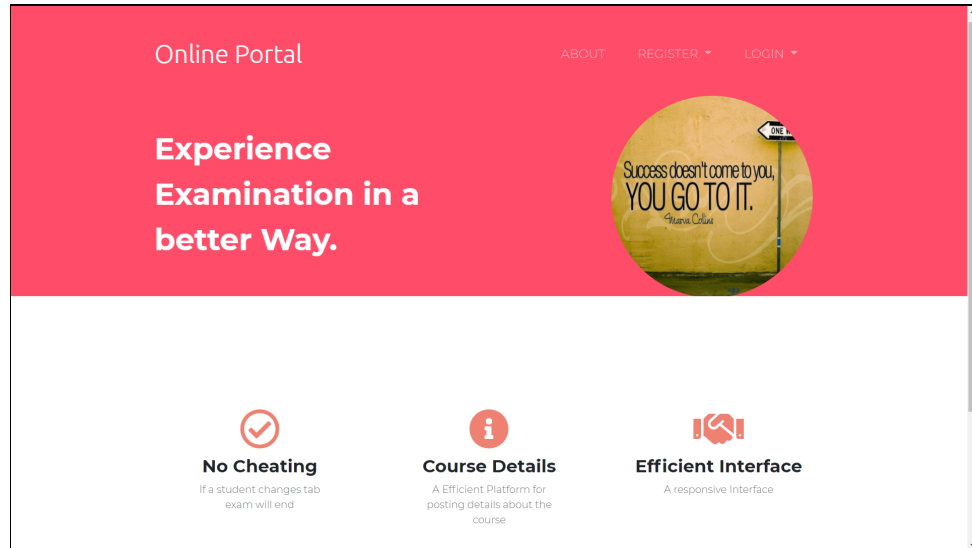 Online Portal
ABOUT REGISTER LOGIN
Experience
Examination in a
better Way.
ONE
Success doesn't come to you,
YOU GO TO IT.
Marva Collins
No Cheating
If a student changes tab
exam will end
Course Details
A Efficient Platform for
posting details about the
course
Efficient Interface
A responsive Interface